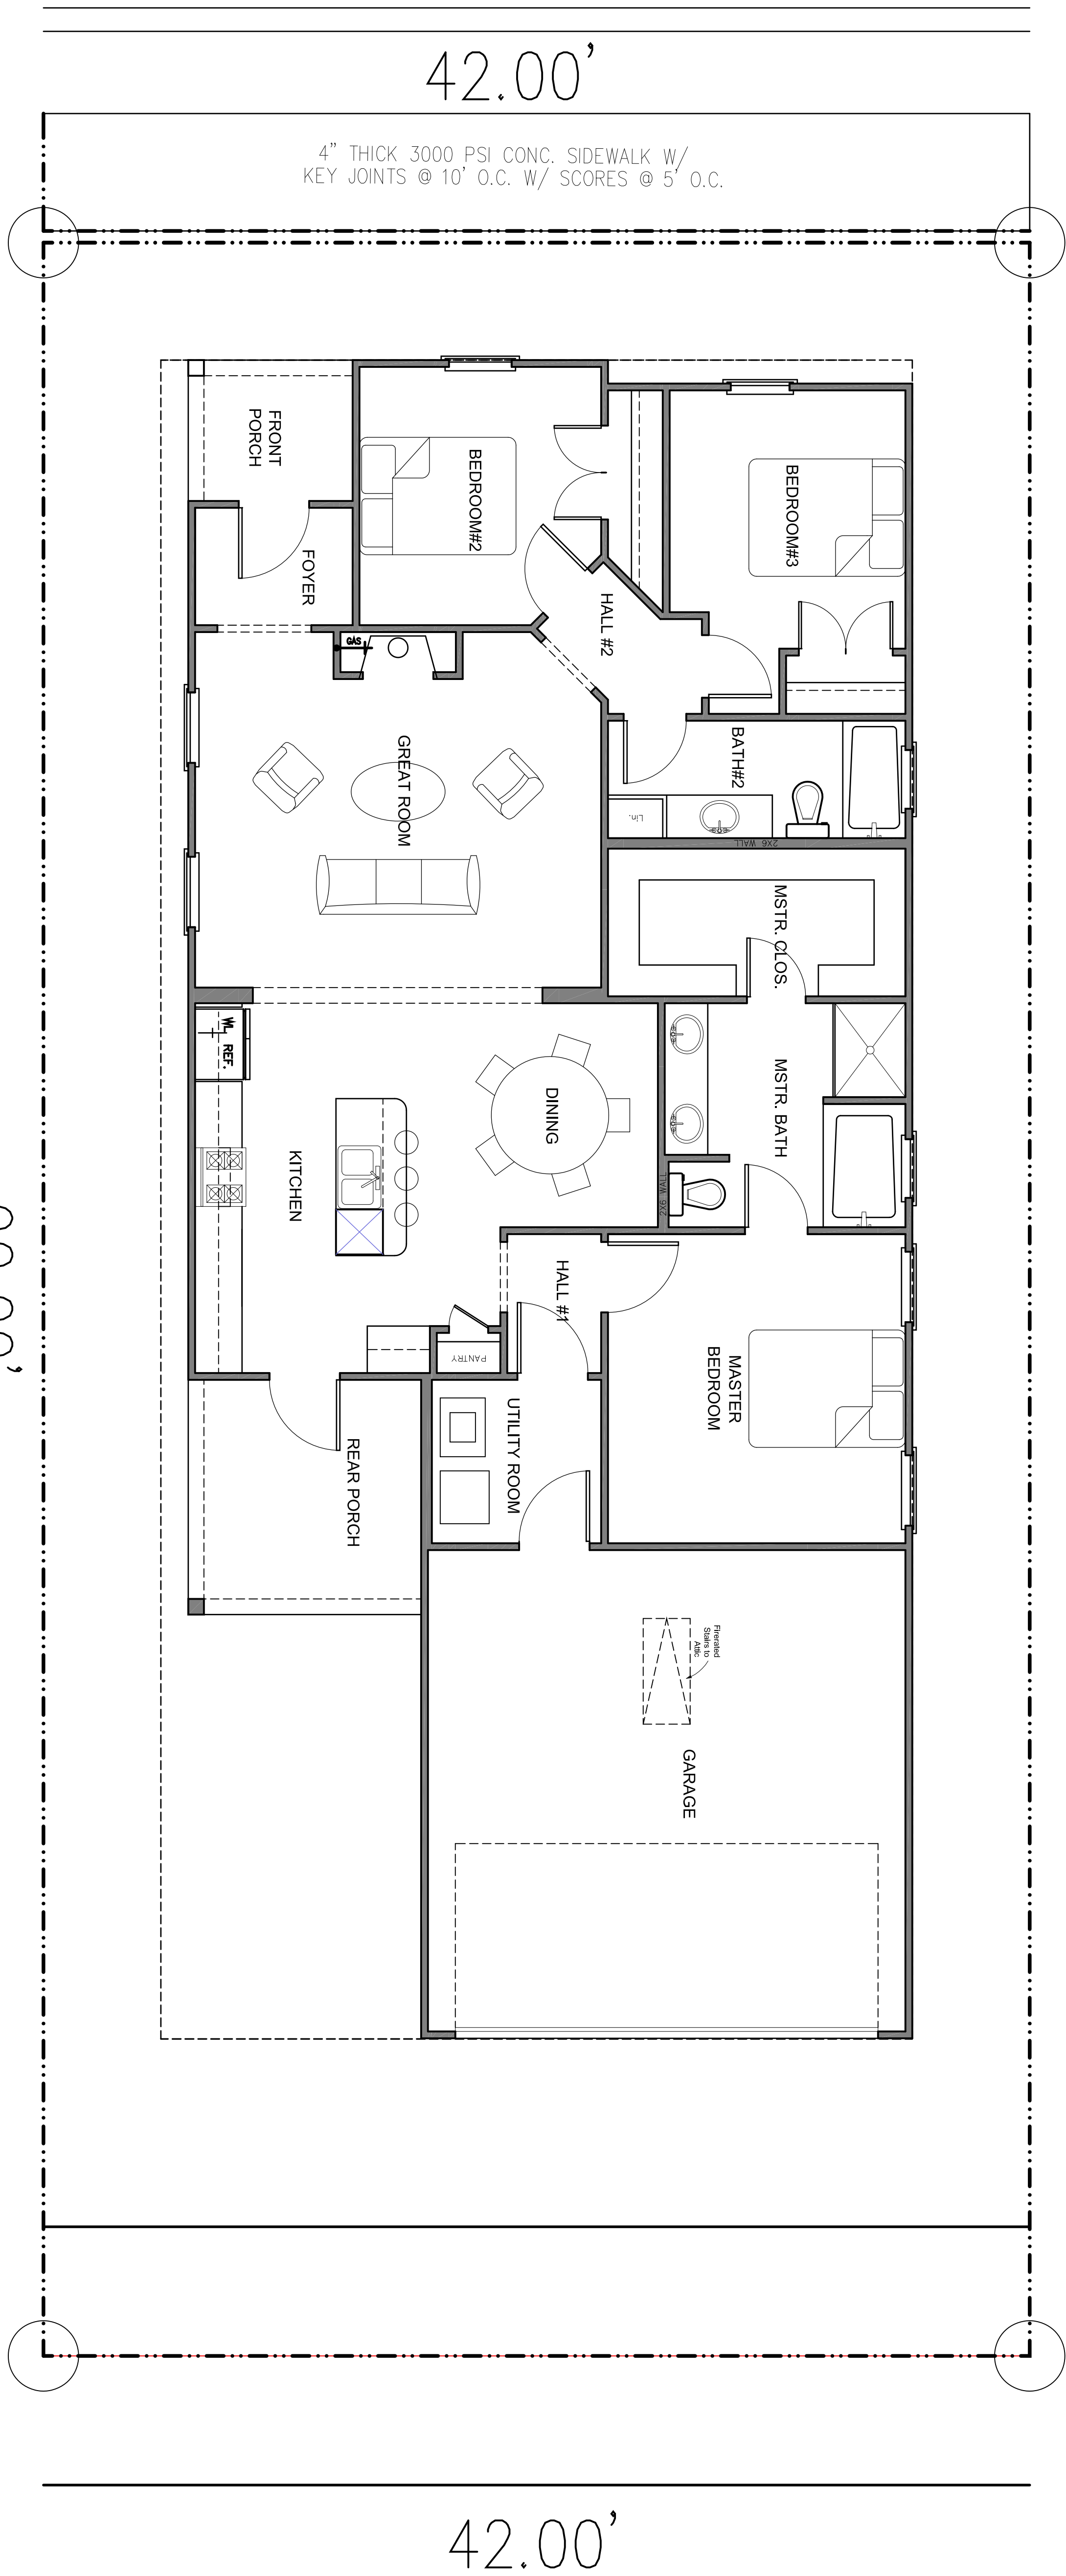 42.00'
4" THICK 3000 PSI CONC. SIDEWALK W/
KEY JOINTS @ 10' O.C. W/ SCORES @ 5' O.C.
FRONT
PORCH
BEDROOM#2
BEDROOM#3
FOYER
HALL #2
GAS
GREAT ROOM
BATH#2
Lin.
2X6 WALL
MSTR. CLOS.
REF.
DINING
MSTR. BATH
KITCHEN
2X6 WALL
HALL #1
PANTRY
MASTER
BEDROOM
UTILITY ROOM
REAR PORCH
Firerated
Stairs to
Attic
GARAGE
42.00'